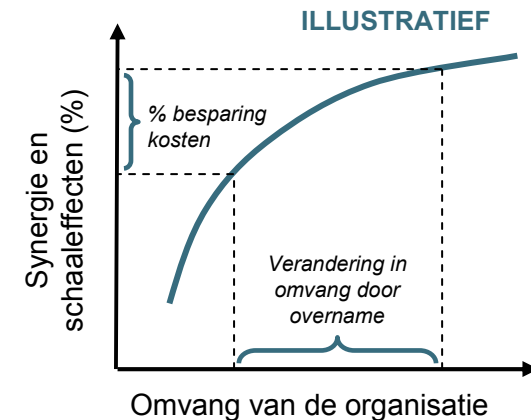 ILLUSTRATIEF
Synergie en
schaaleffecten (%)
% besparing
kosten
Verandering in
omvang door
overname
Omvang van de organisatie